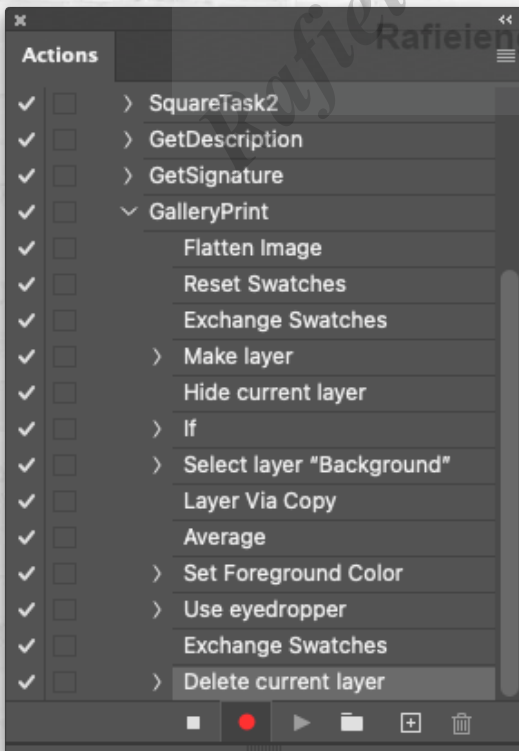 Actions
SquareTask2
GetDescription
GetSignature
GalleryPrint
Flatten Image
Reset Swatches
Exchange Swatches
Make layer
Hide current layer
If
Select layer “Background”
Layer Via Copy
Average
Set Foreground Color
Use eyedropper
Exchange Swatches
Delete current layer